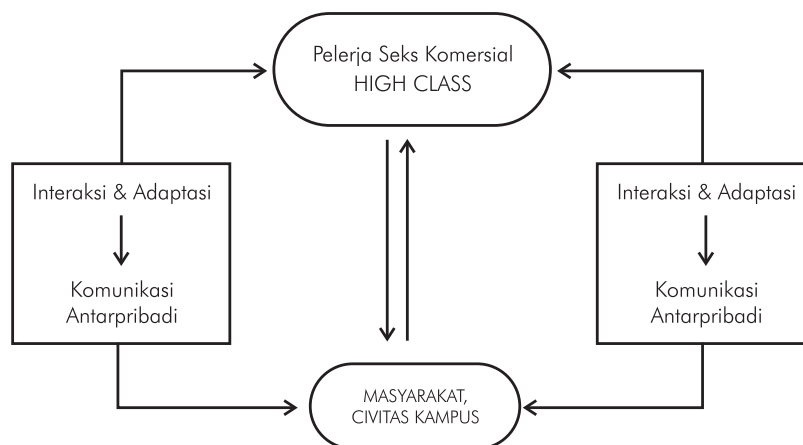 Pelerja Seks Komersial
HIGH CLASS
Interaksi & Adaptasi
Komunikasi
Antarpribadi
Interaksi & Adaptasi
Komunikasi
Antarpribadi
MASYARAKAT,
CIVITAS KAMPUS